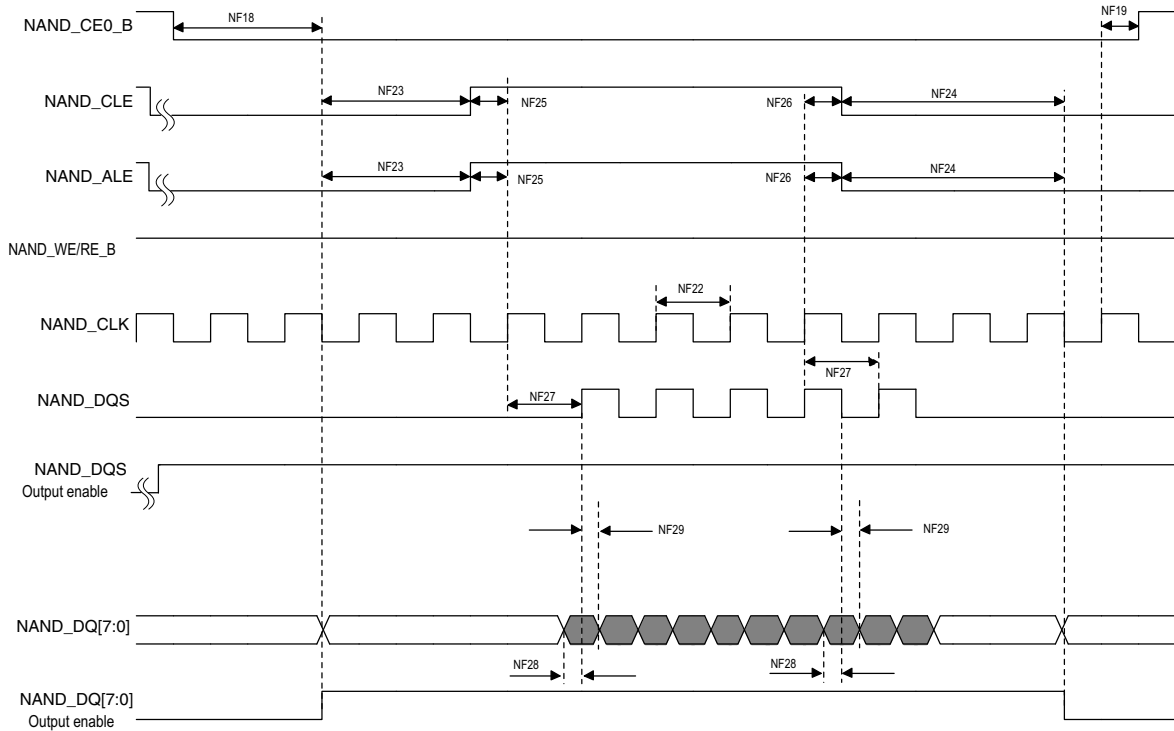 NAND_CE0_B
NF18
NF19
NAND_CLE
NF23
NF25
NF26
NF24
NAND_ALE
NF23
NF25
NF26
NF24
NAND_WE/RE_B
NAND_CLK
NF22
NAND_DQS
NF27
NF27
NAND_DQS
Output enable
NF29
NF29
NAND_DQ[7:0]
NF28
NF28
NAND_DQ[7:0]
Output enable